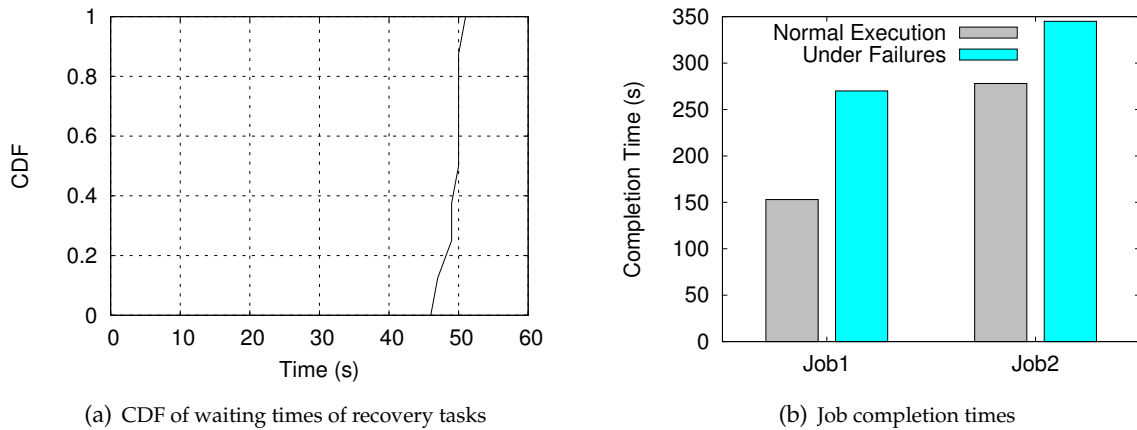 1
0.8
0.6
0.4
0.2
0
CDF
0 10 20 30 40 50 60
Time (s)
(a) CDF of waiting times of recovery tasks
350
300
250
200
150
100
50
0
Completion Time (s)
Normal Execution
Under Failures
Job1 Job2
(b) Job completion times